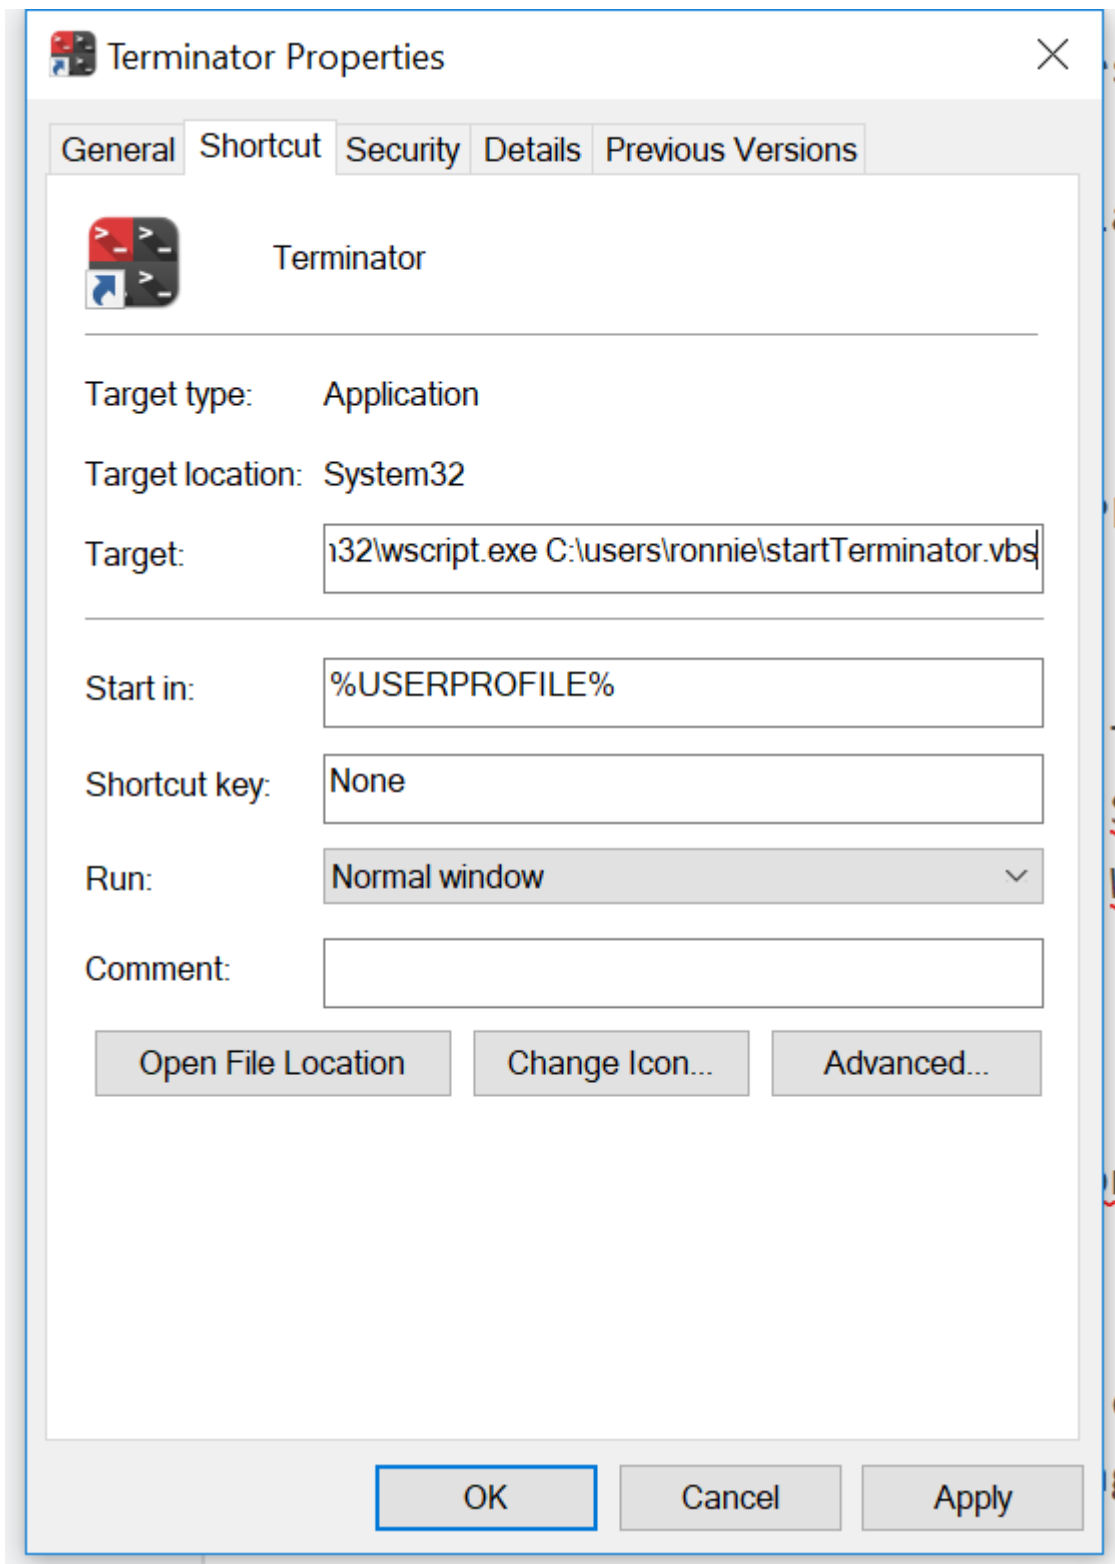 Terminator Properties
General Shortcut Security Details Previous Versions
Terminator
Target type: Application
Target location: System32
Target: 32\wscript.exe C:\users\ronnie\startTerminator.vbs
Start in: %USERPROFILE%
Shortcut key: None
Run: Normal window
Comment:
Open File Location Change Icon... Advanced...
OK Cancel Apply